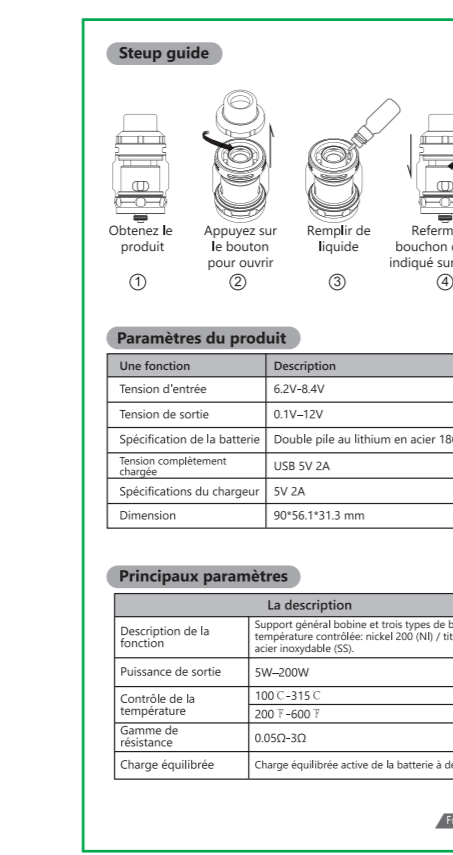 Steup guide
Obtenez le
produit
①
Appuyez sur
le bouton
pour ouvrir
②
Remplir de
liquide
③
bouchon
indiqué
④
Paramètres du produit
Une fonction Description
Tension d'entrée 6.2V-8.4V
Tension de sortie 0.1V–12V
Spécification de la batterie Double pile au lithium en acier
Tension complètement
chargée
USB 5V 2A
Spécifications du chargeur 5V 2A
Dimension 90*56.1*31.3 mm
Principaux paramètres
La description
Description de la
fonction
Support général bobine et trois types de
température contrôlée: nickel 200 (NI) /
acier inoxydable (SS).
Puissance de sortie 5W–200W
Contrôle de la
température
100℃-315℃
200℉-600℉
Gamme de
résistance
0.05Ω-3Ω
Charge équilibrée Charge équilibrée active de la batterie à